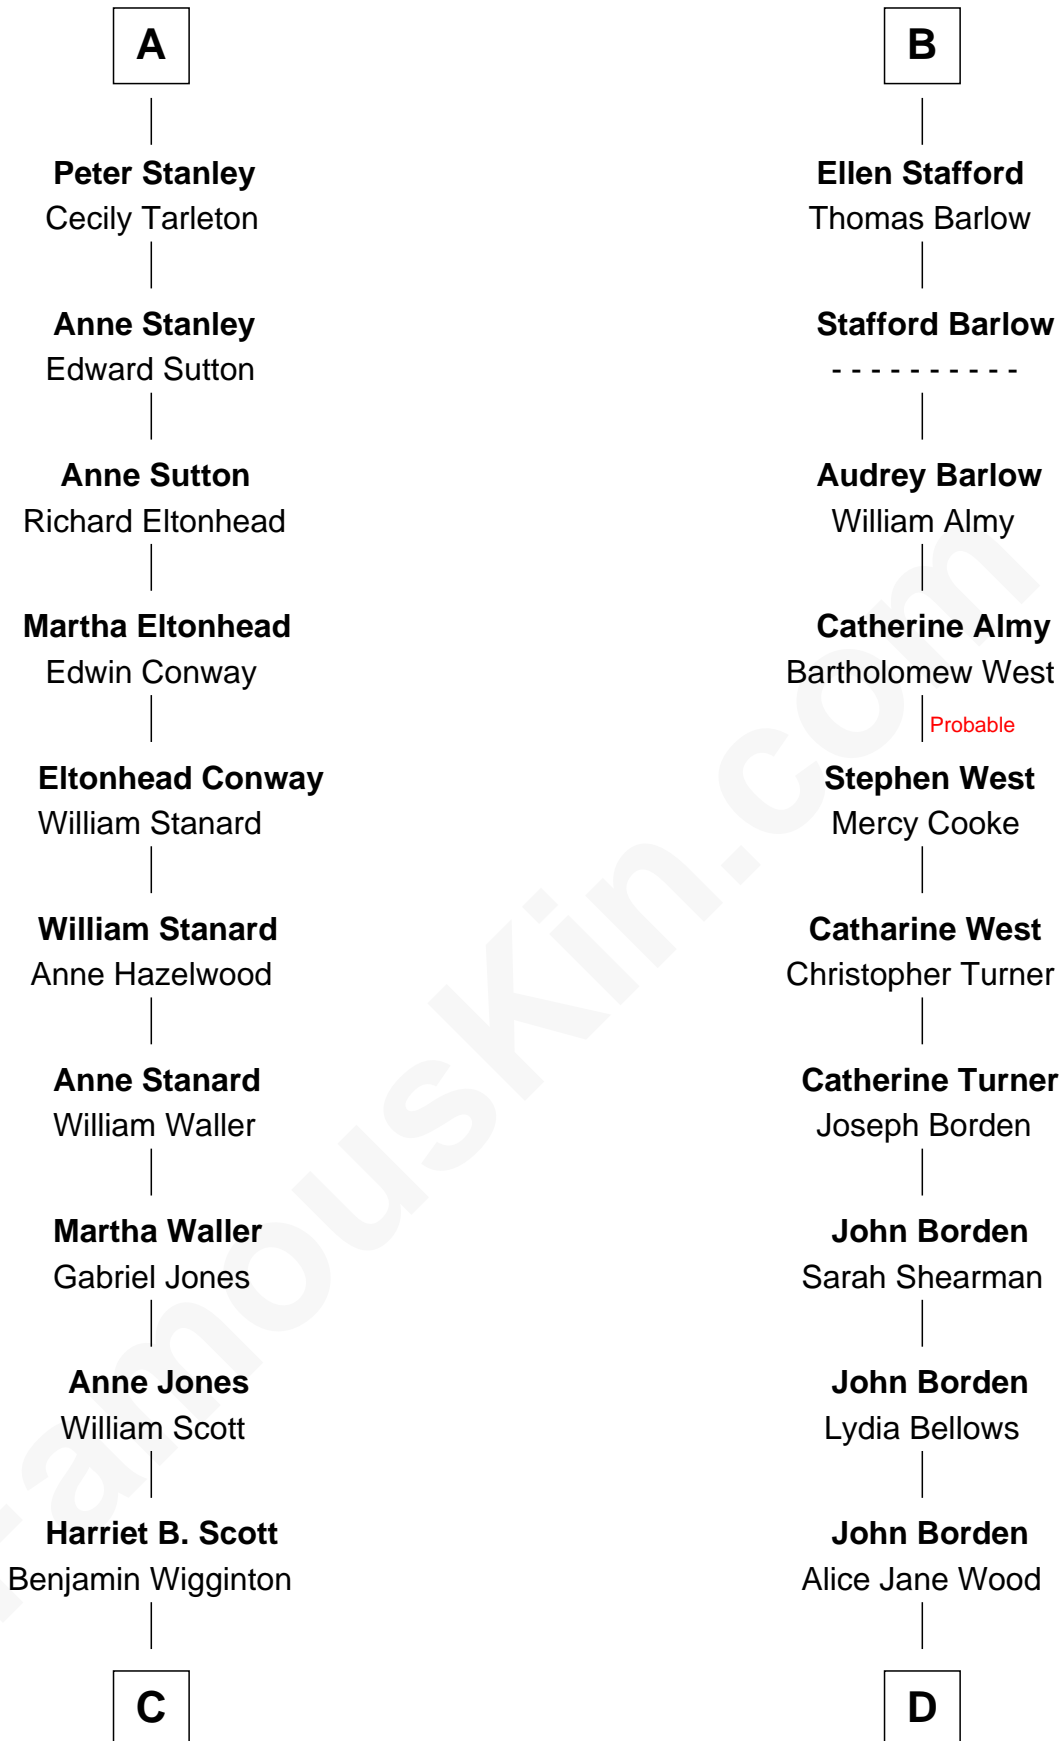 A
Peter Stanley
Cecily Tarleton
Anne Stanley
Edward Sutton
Anne Sutton
Richard Eltonhead
Martha Eltonhead
Edwin Conway
Eltonhead Conway
William Stanard
William Stanard
Anne Hazelwood
Anne Stanard
William Waller
Martha Waller
Gabriel Jones
Anne Jones
William Scott
Harriet B. Scott
Benjamin Wigginton
C
B
Ellen Stafford
Thomas Barlow
Stafford Barlow
- - - - - - - - - -
Audrey Barlow
William Almy
Catherine Almy
Bartholomew West
Probable
Stephen West
Mercy Cooke
Catharine West
Christopher Turner
Catherine Turner
Joseph Borden
John Borden
Sarah Shearman
John Borden
Lydia Bellows
John Borden
Alice Jane Wood
D
FamousKin.com